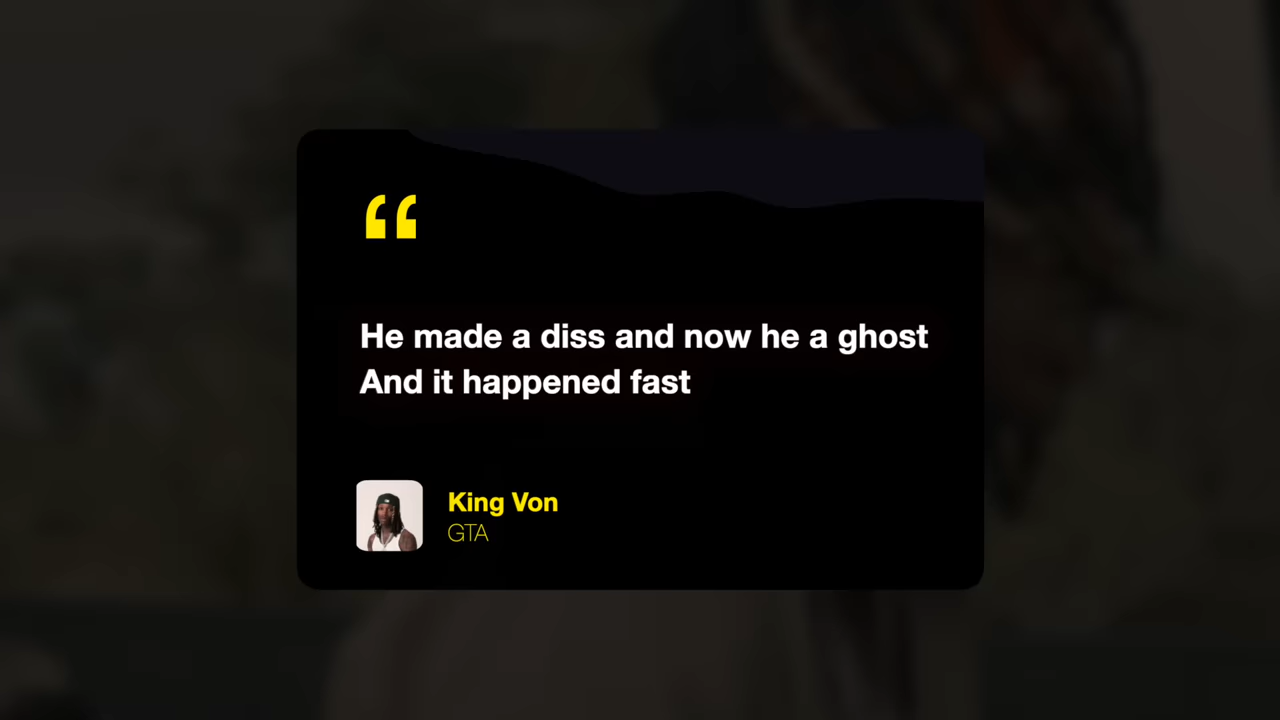 “
He made a diss and now he a ghost
And it happened fast
King Von
GTA